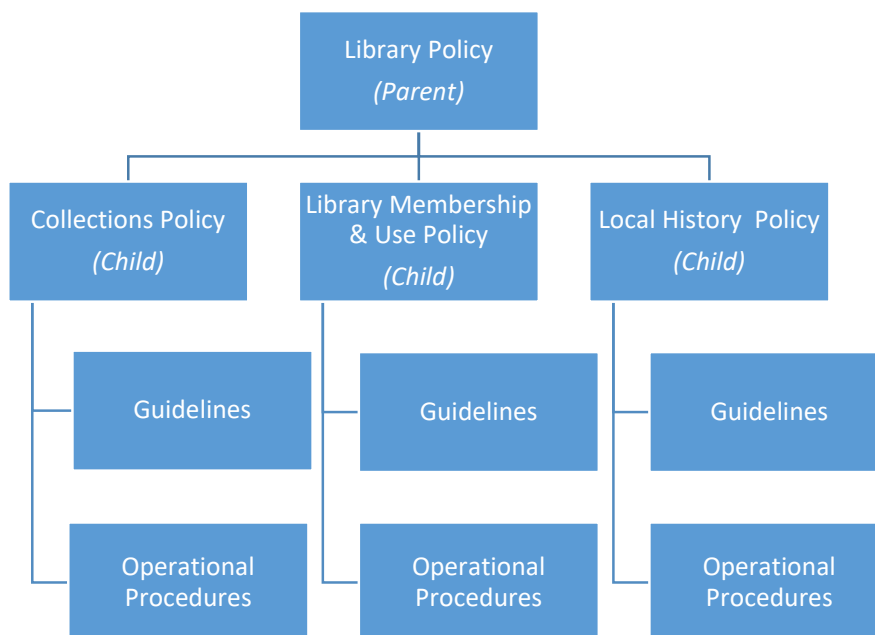 Library Policy
(Parent)
Collections Policy
(Child)
Library Membership
& Use Policy
(Child)
Local History  Policy
(Child)
Guidelines
Guidelines
Guidelines
Operational
Procedures
Operational
Procedures
Operational
Procedures